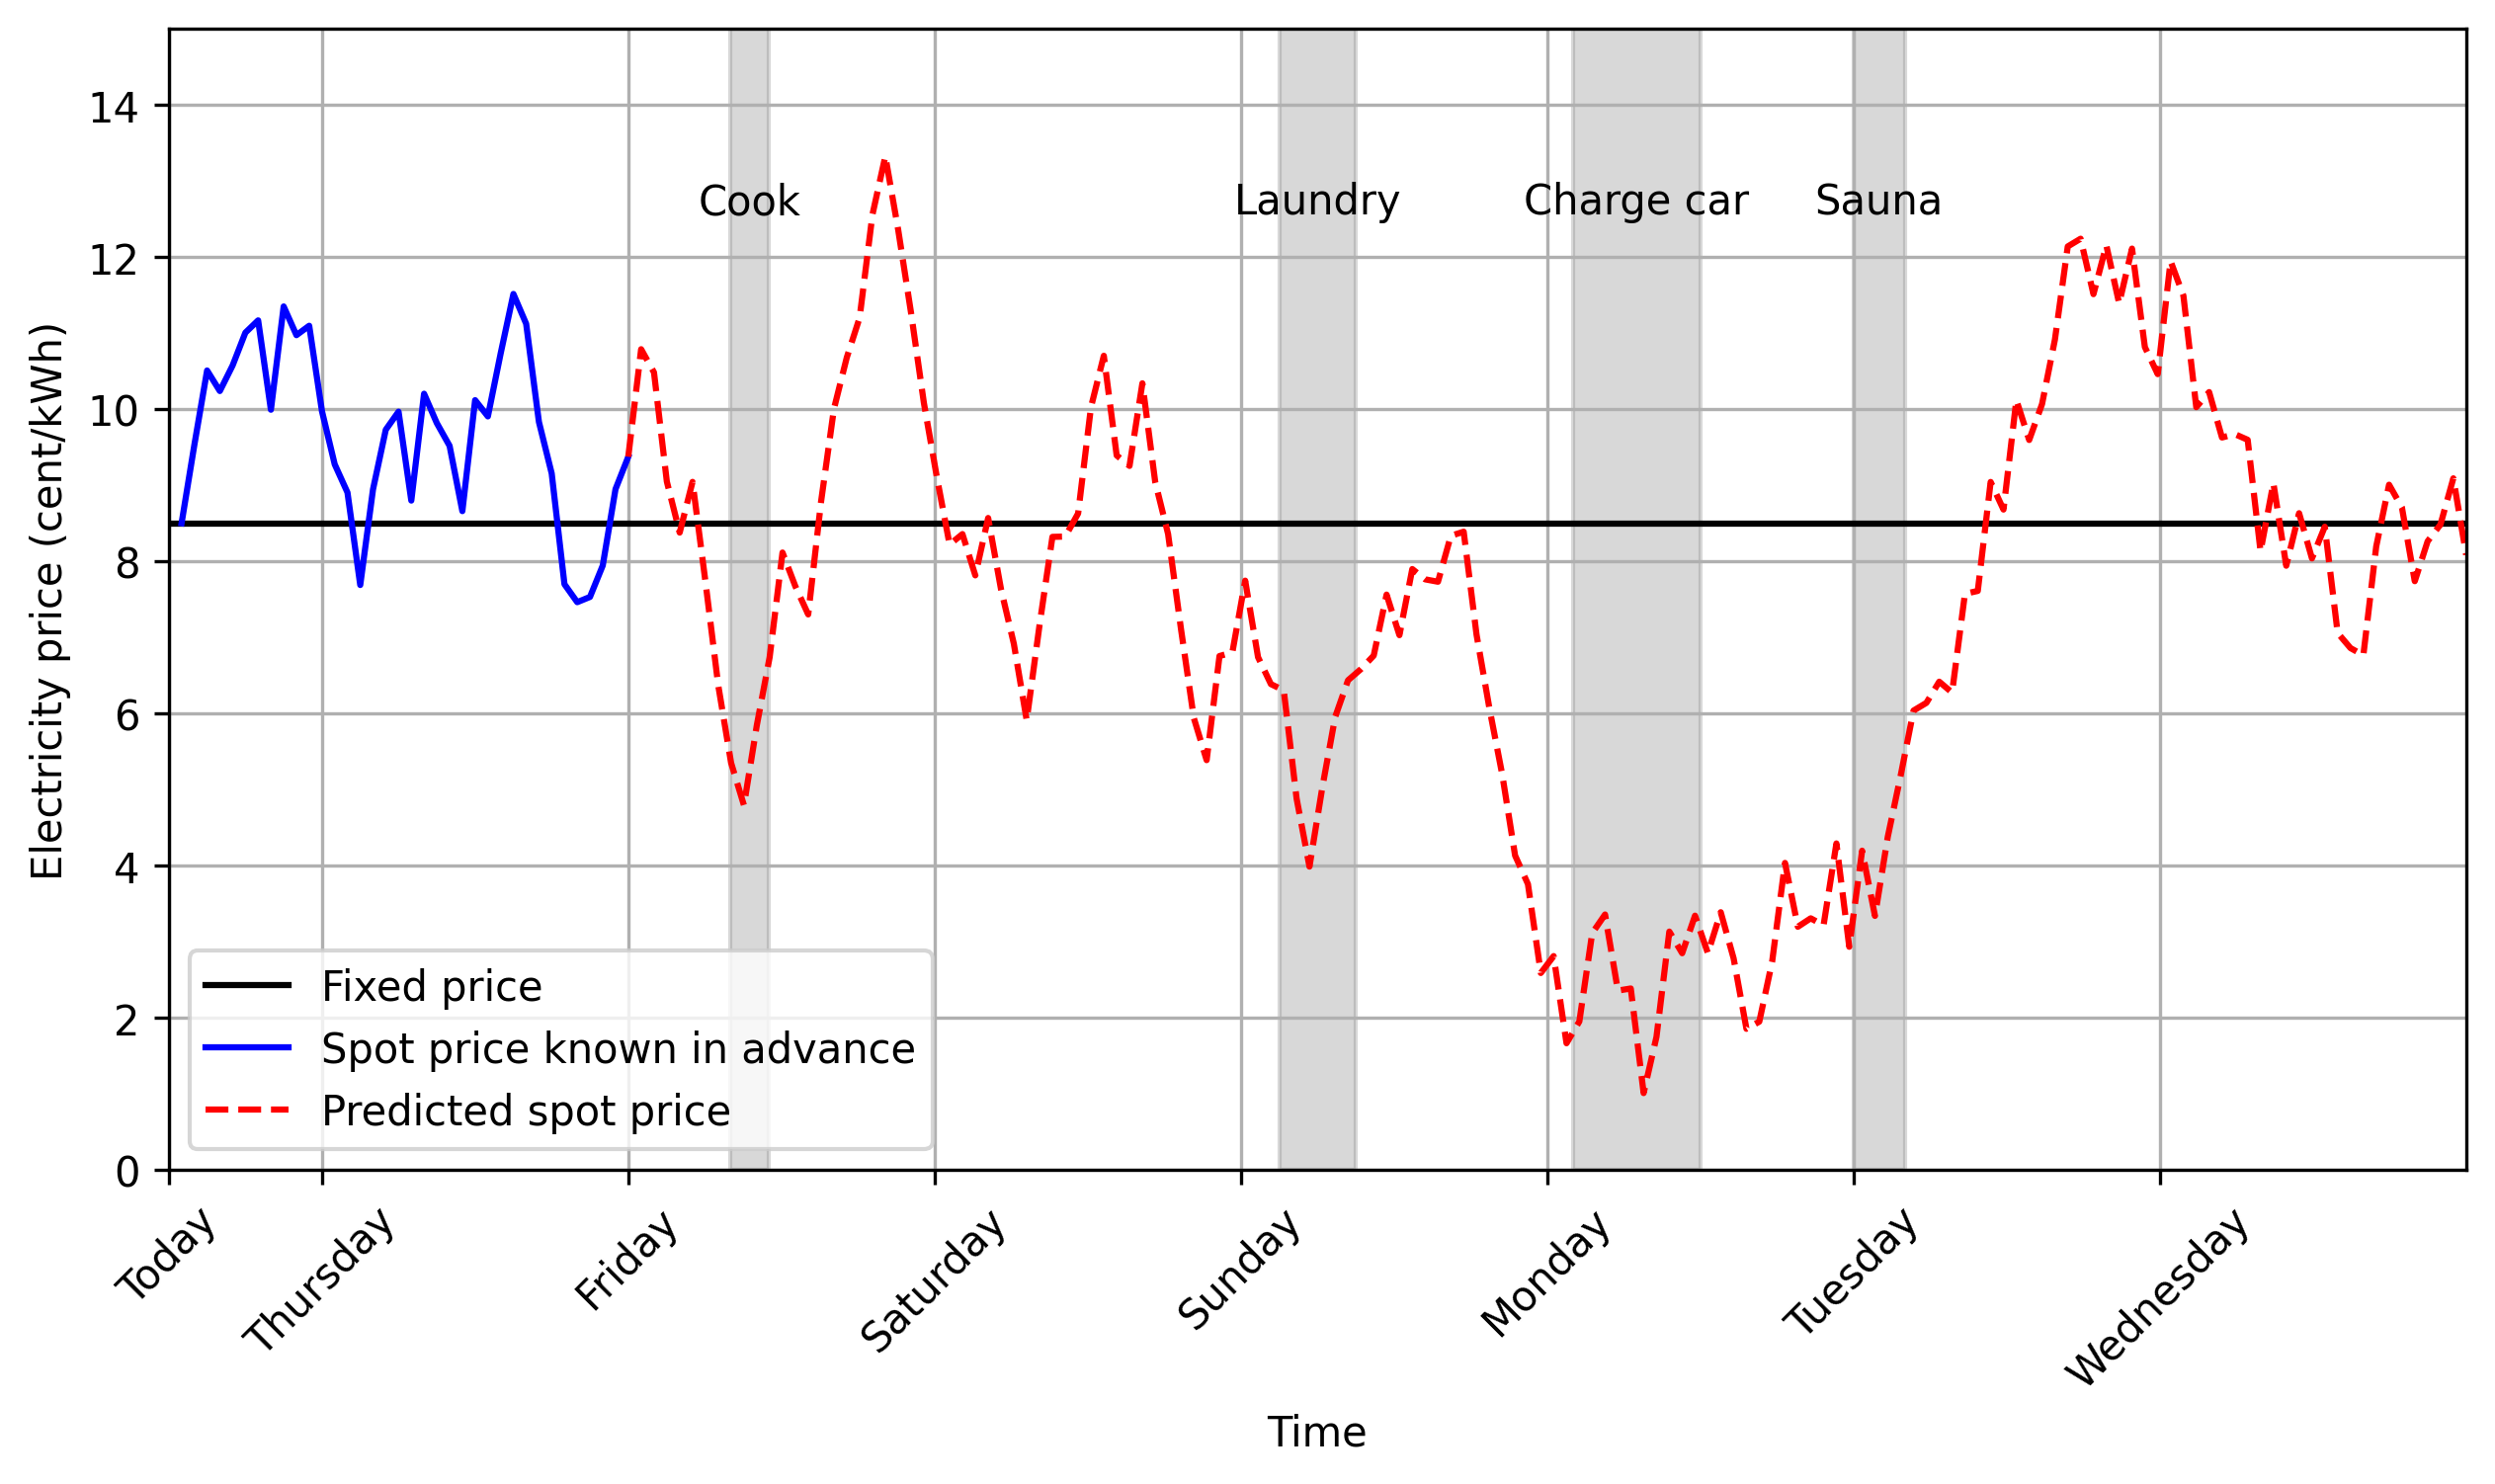 Electricity price (cent/kWh)
14
12
10
8
6
4
2
0
Cook
Laundry
Charge car
Sauna
Fixed price
Spot price known in advance
Predicted spot price
Today
Thursday
Friday
Saturday
Sunday
Monday
Tuesday
Wednesday
Time